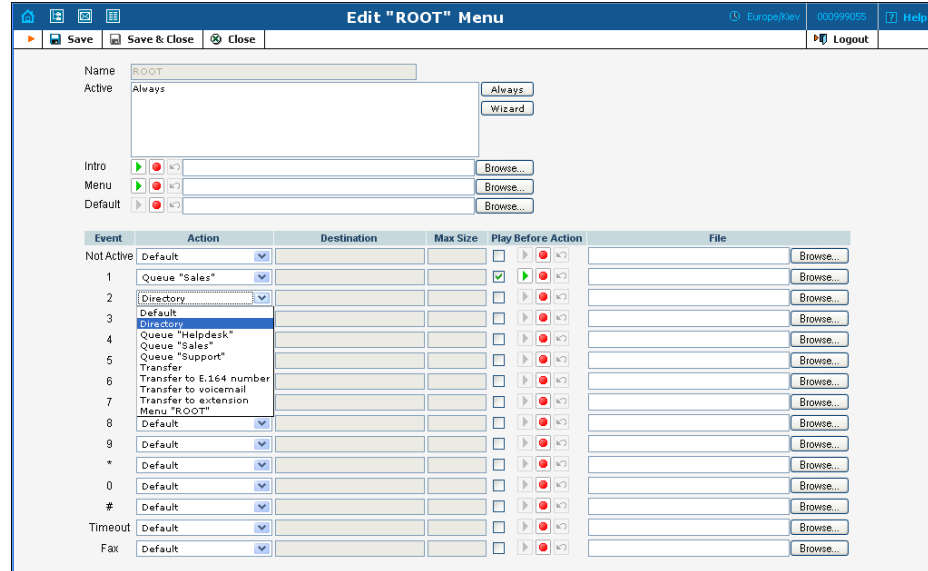 Edit "ROOT" Menu
Europe/Kiev
000999055
? Help
Save
Save & Close
Close
Logout
Name ROOT
Active Always
Always
Wizard
Intro Browse...
Menu Browse...
Default Browse...
Event Action Destination Max Size Play Before Action File
Not Active Default Browse...
1 Queue "Sales" Browse...
2 Directory Browse...
Default
Directory
Queue "Helpdesk"
Queue "Sales"
Queue "Support"
Transfer
Transfer to E.164 number
Transfer to voicemail
Transfer to extension
Menu "ROOT"
3 Browse...
4 Browse...
5 Browse...
6 Browse...
7 Browse...
8 Default Browse...
9 Default Browse...
* Default Browse...
0 Default Browse...
# Default Browse...
Timeout Default Browse...
Fax Default Browse...